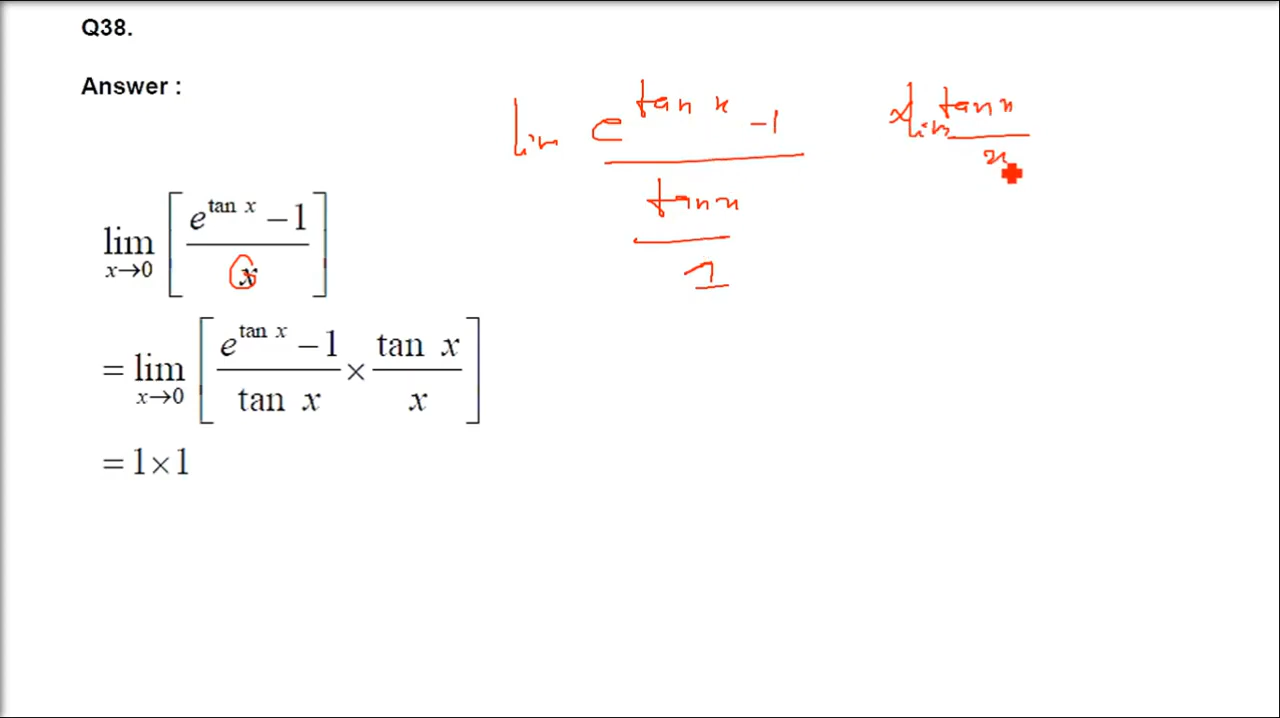 Q38.
Answer :
lim x→0 [ (e^{tan x} − 1) / x ]
= lim x→0 [ (e^{tan x} − 1) / (tan x) × (tan x) / x ]
= 1×1
lim e^{tan x} −1
tan x
1
× lim tan x
x